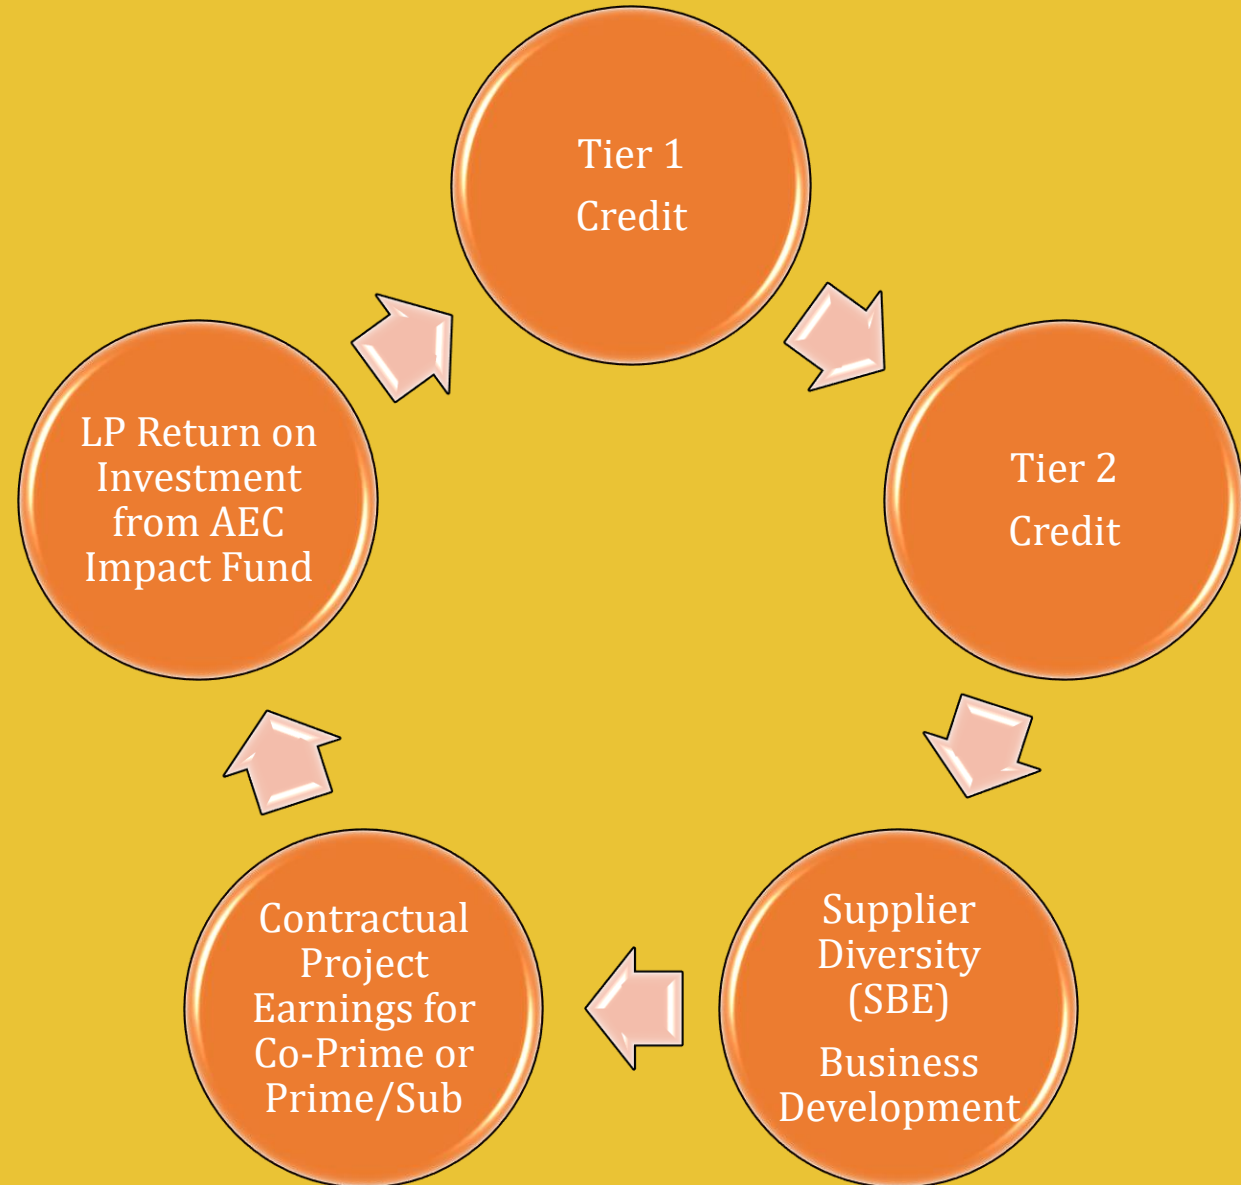 Tier 1
Credit
Tier 2
Credit
Supplier
Diversity
(SBE)
Business
Development
Contractual
Project
Earnings for
Co-Prime or
Prime/Sub
LP Return on
Investment
from AEC
Impact Fund